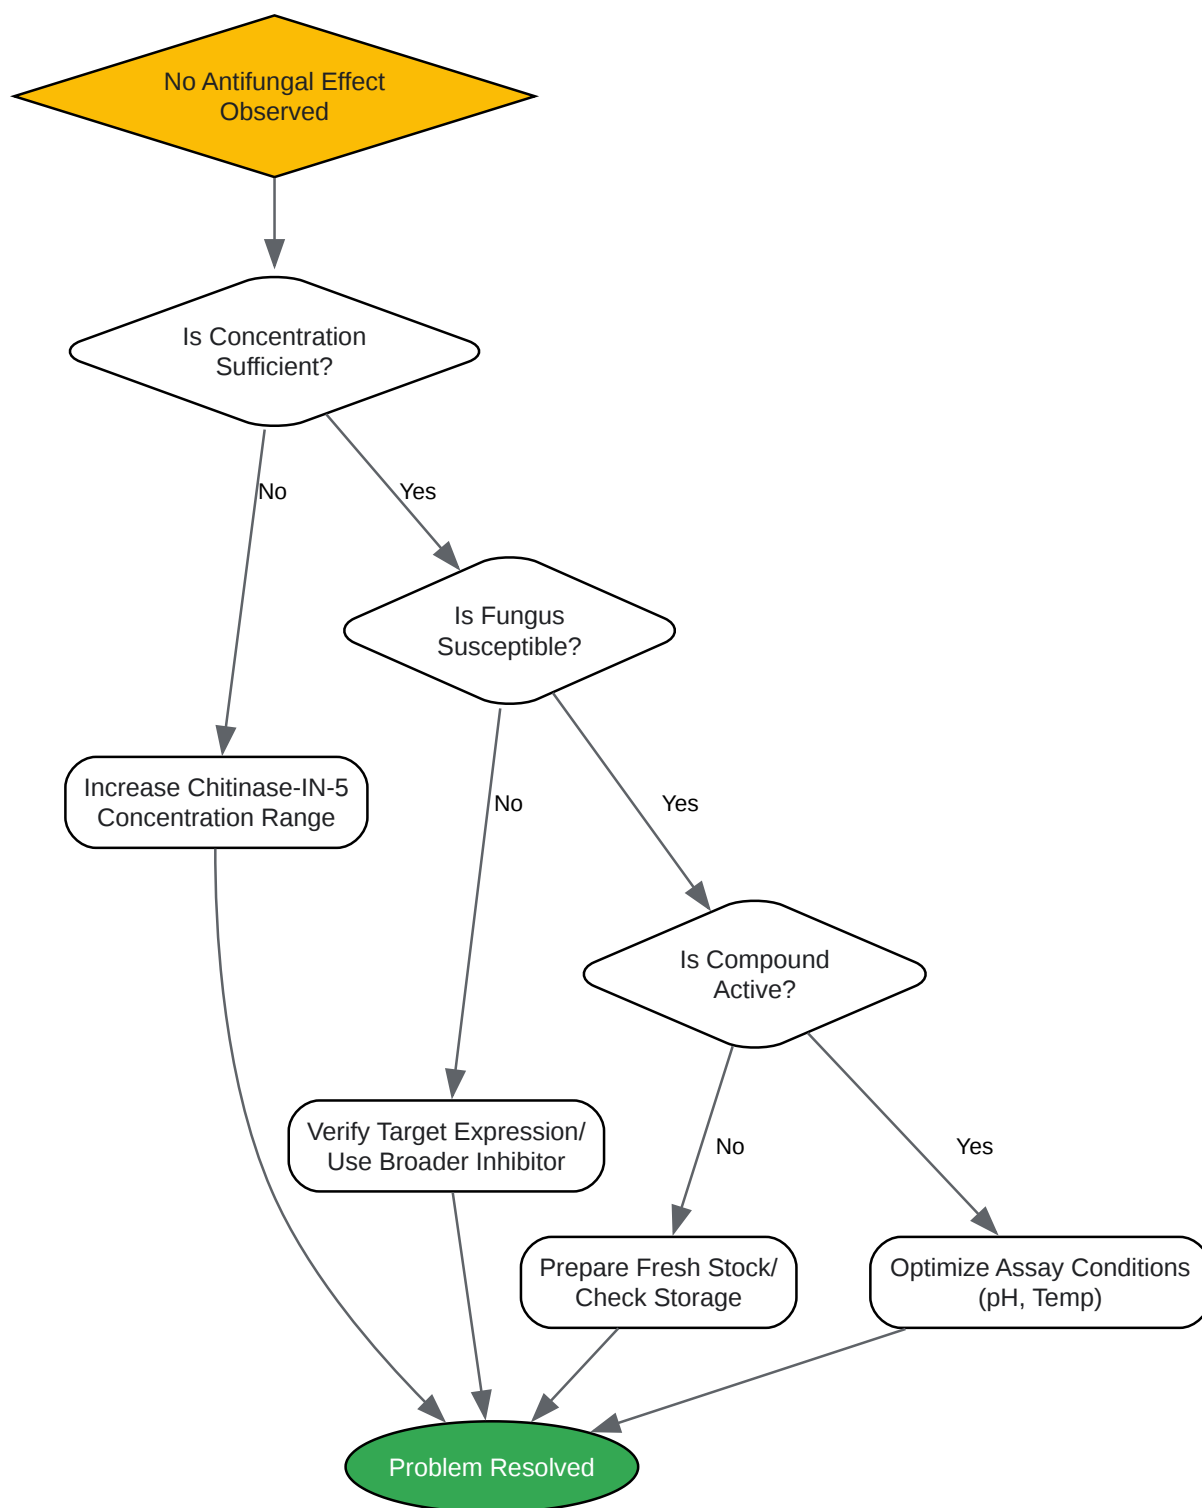 No Antifungal Effect
Observed
Is Concentration
Sufficient?
No
Yes
Is Fungus
Susceptible?
Increase Chitinase-IN-5
Concentration Range
No
Yes
Is Compound
Active?
Verify Target Expression/
Use Broader Inhibitor
No
Yes
Prepare Fresh Stock/
Check Storage
Optimize Assay Conditions
(pH, Temp)
Problem Resolved